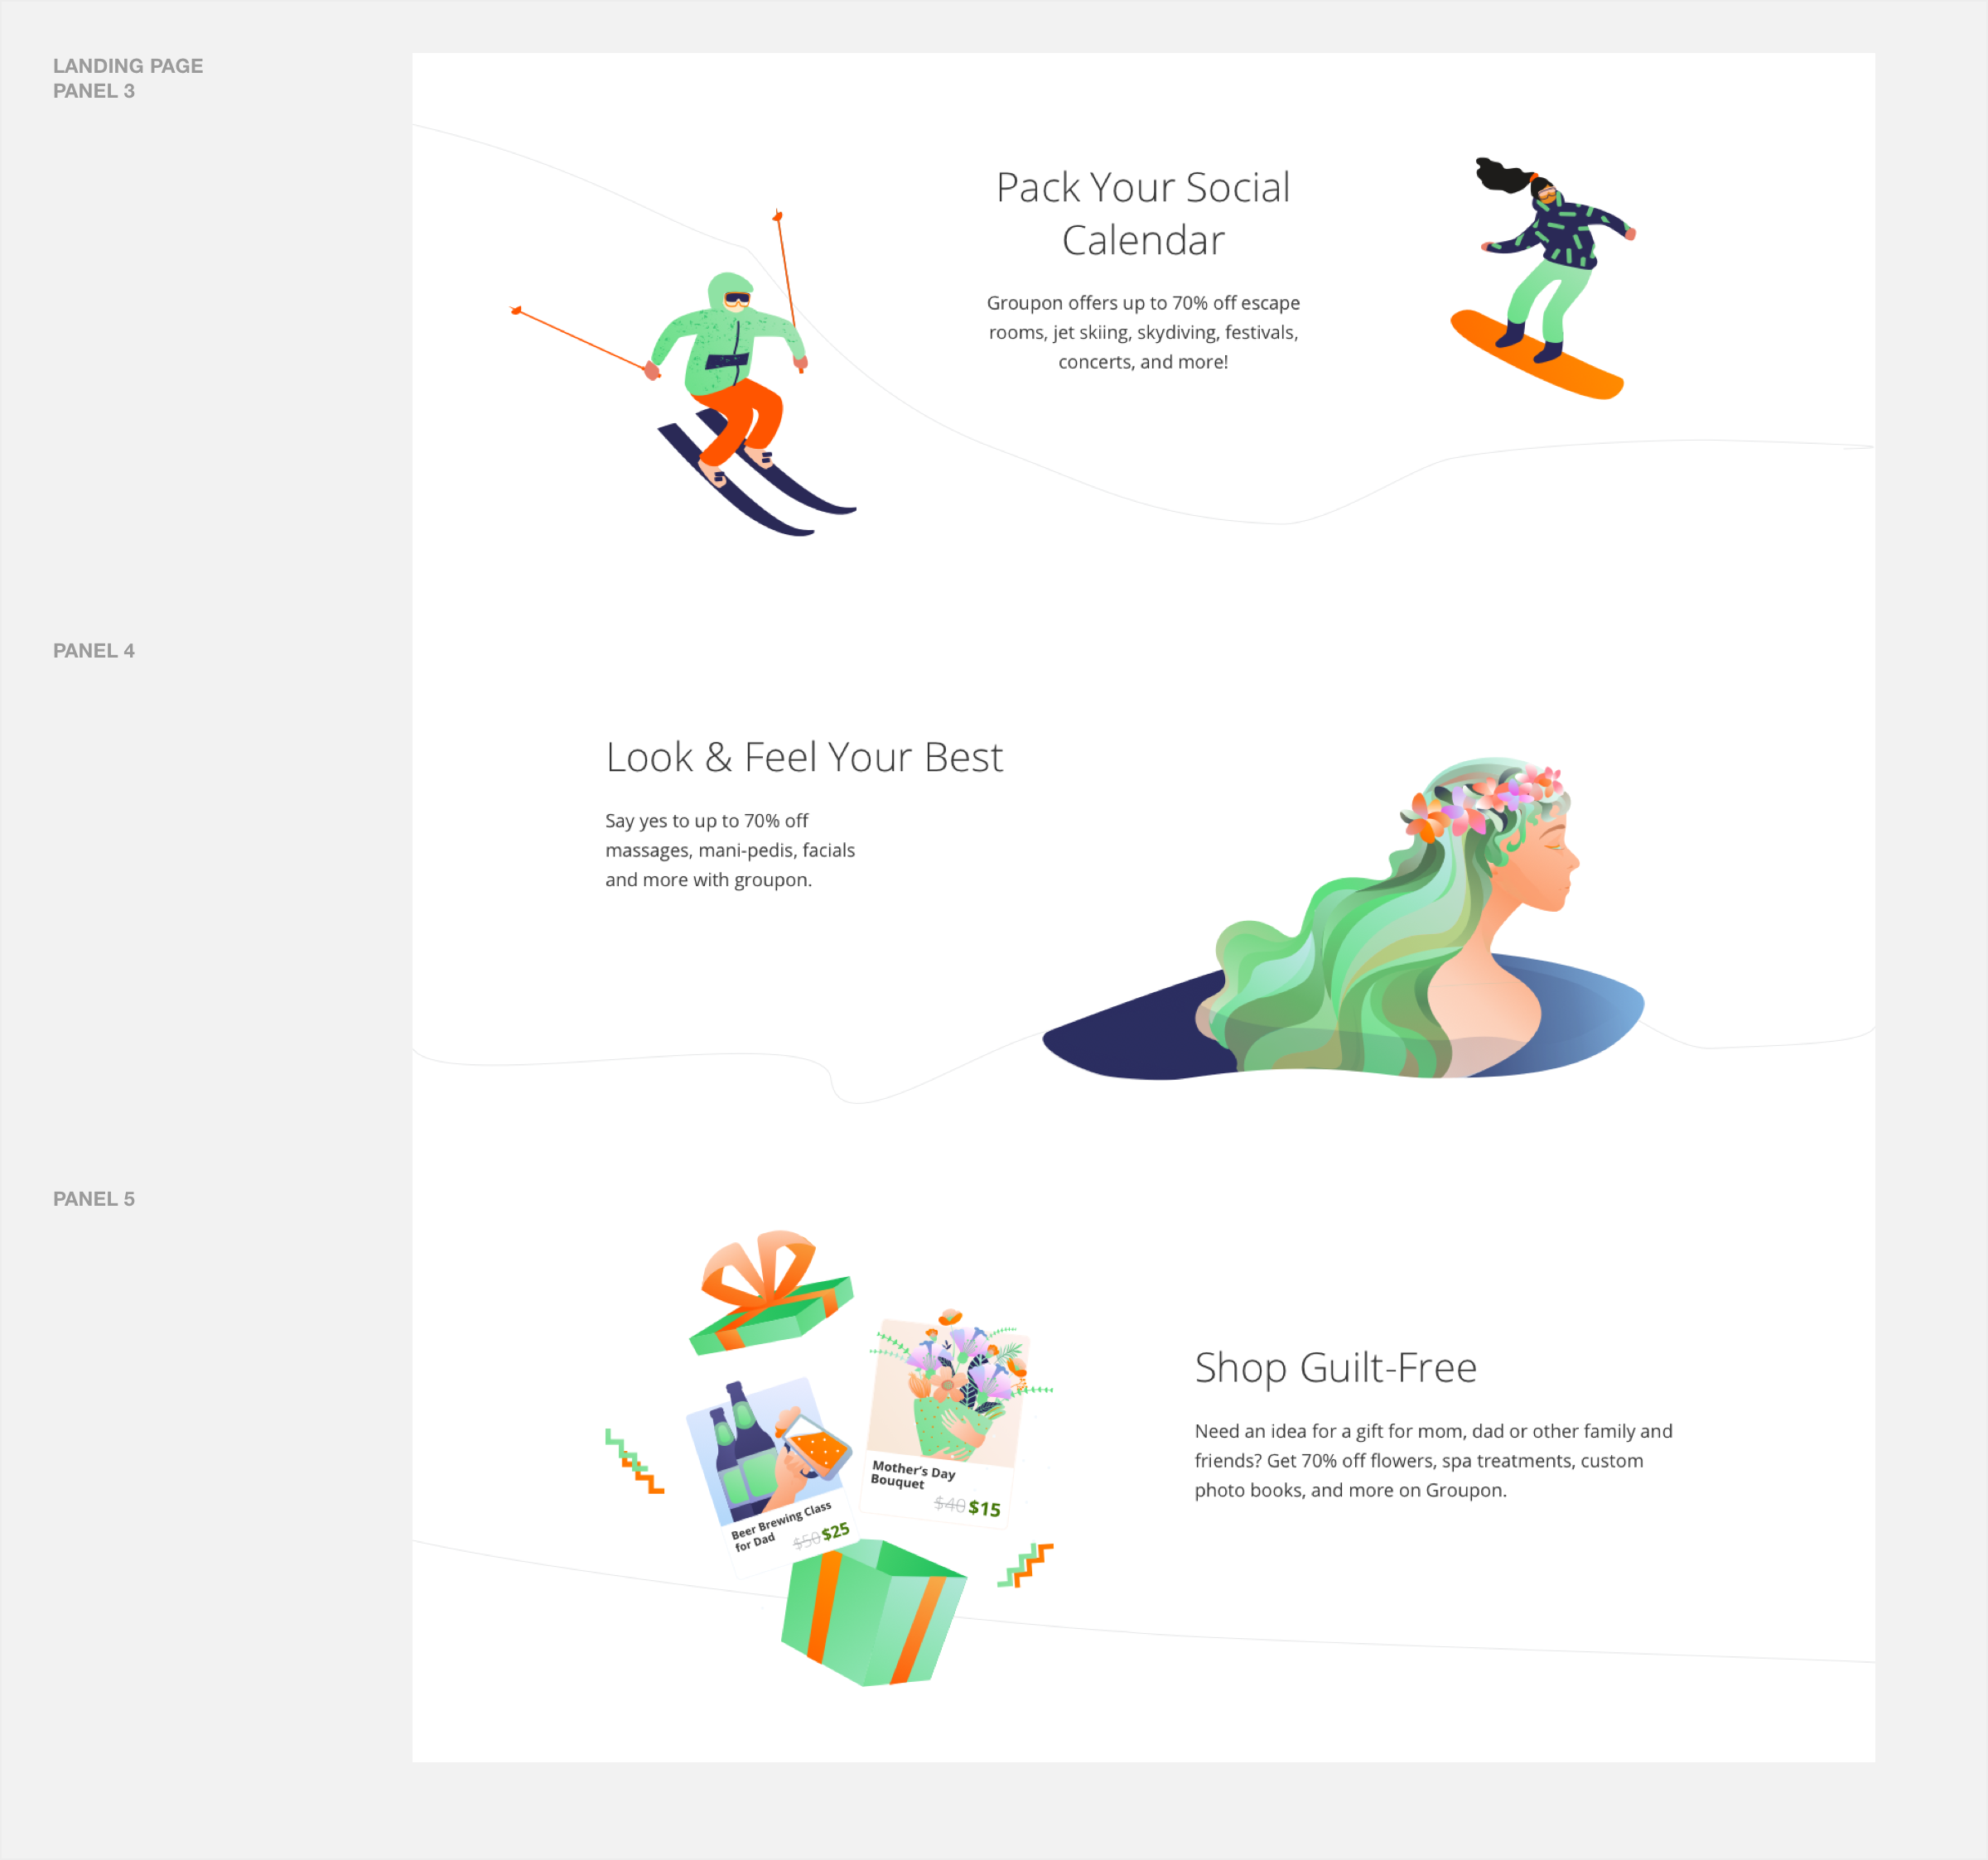 LANDING PAGE
PANEL 3
Pack Your Social
Calendar
Groupon offers up to 70% off escape
rooms, jet skiing, skydiving, festivals,
concerts, and more!
PANEL 4
Look & Feel Your Best
Say yes to up to 70% off
massages, mani-pedis, facials
and more with groupon.
PANEL 5
Mother's Day
Bouquet
$40 $15
Beer Brewing Class
for Dad
$50 $25
Shop Guilt-Free
Need an idea for a gift for mom, dad or other family and
friends? Get 70% off flowers, spa treatments, custom
photo books, and more on Groupon.